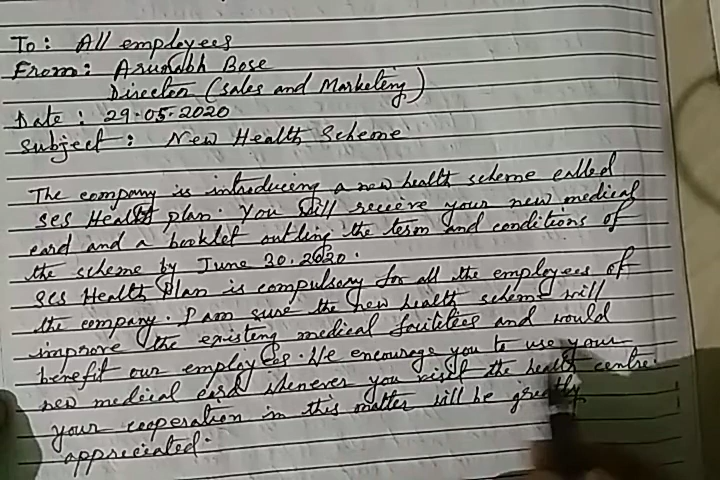 To: All employees
From: Arunabh Bose
Director (Sales and Marketing)
Date: 29.05.2020
Subject: New Health Scheme
The company is introducing a new health scheme called
SCS Health plan. You will receive your new medical
card and a booklet outling the term and conditions of
the scheme by June 30.2020.
SCS Health Plan is compulsory for all the employees of
the company. I am sure the new health scheme will
improve the existing medical facilities and would
benefit our employees. We encourage you to use your
new medical card whenever you visit the health centre.
your cooperation in this matter will be greatly
appreciated.